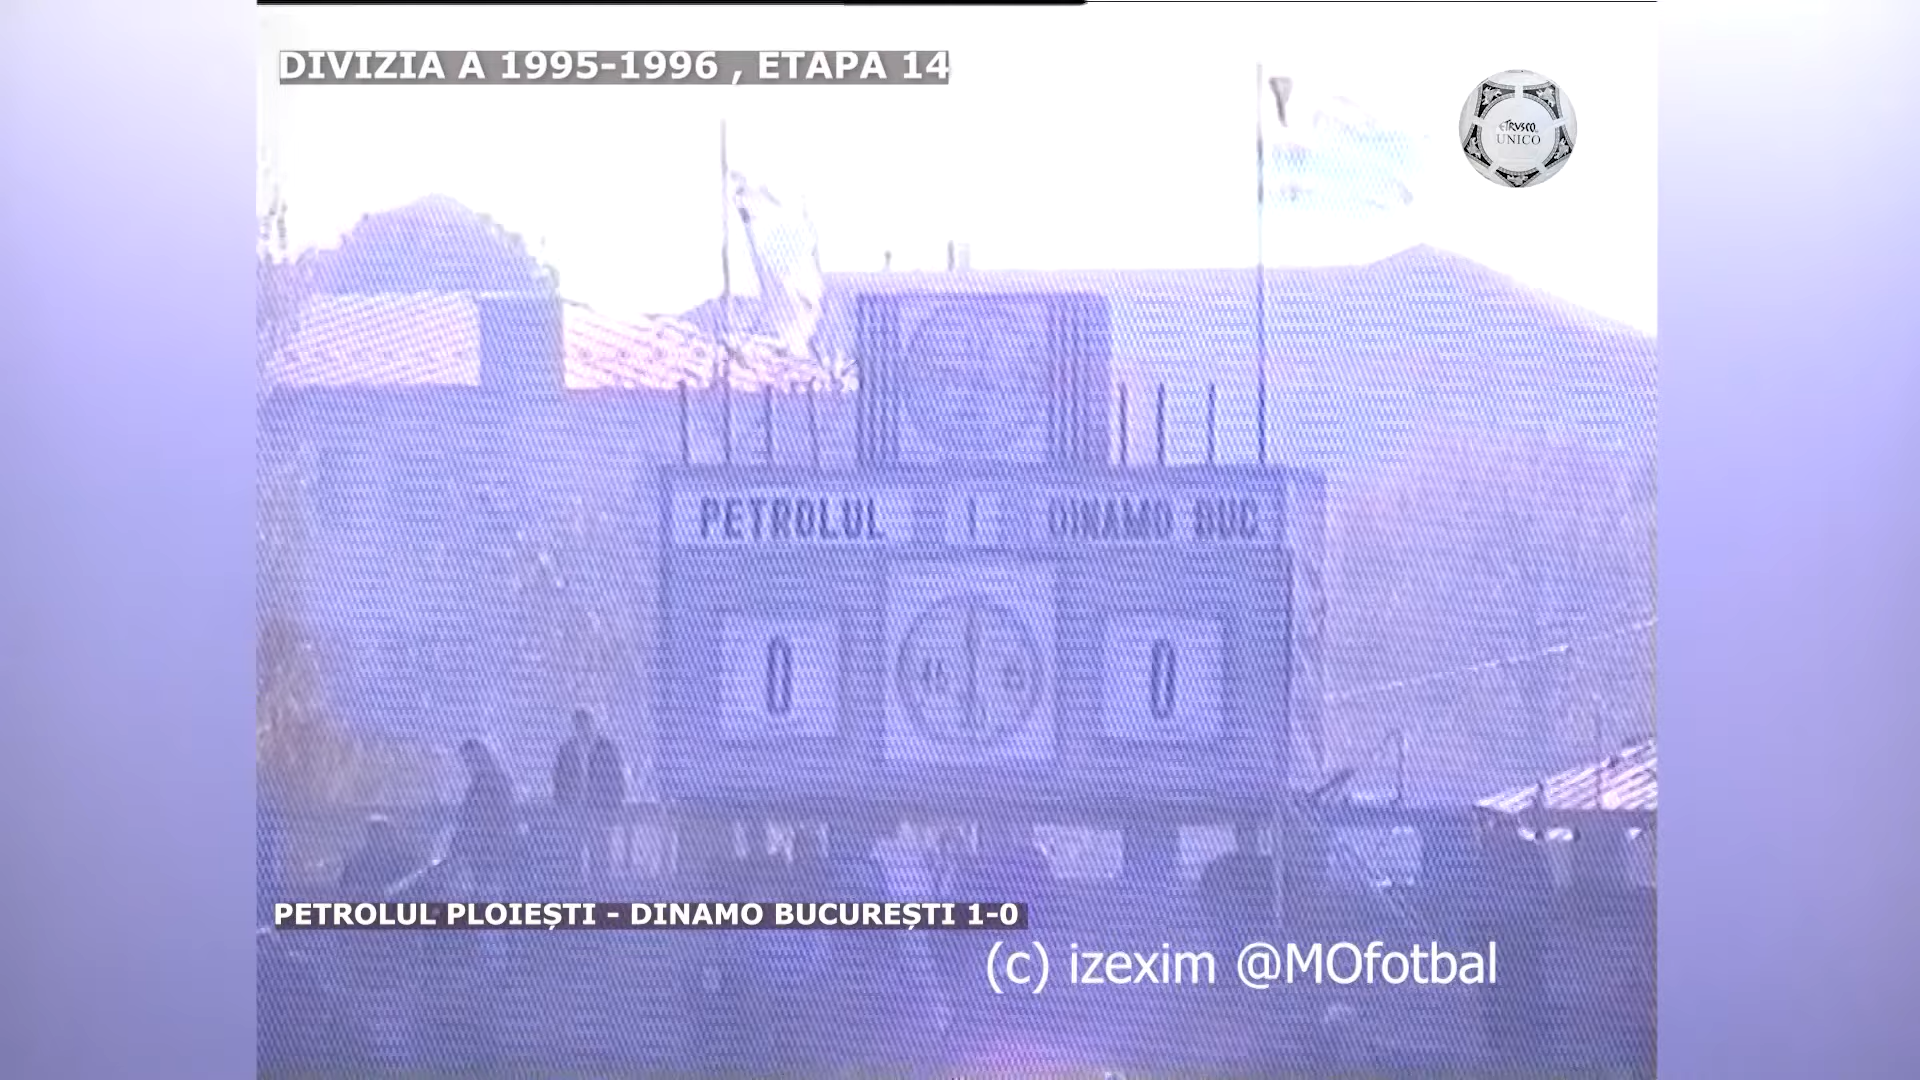 DIVIZIA A 1995-1996 , ETAPA 14
ETRVSCO
UNICO
PETROLUL I DINAMO BUC
0 0
PETROLUL PLOIEȘTI - DINAMO BUCUREȘTI 1-0
(c) izexim @MOfotbal